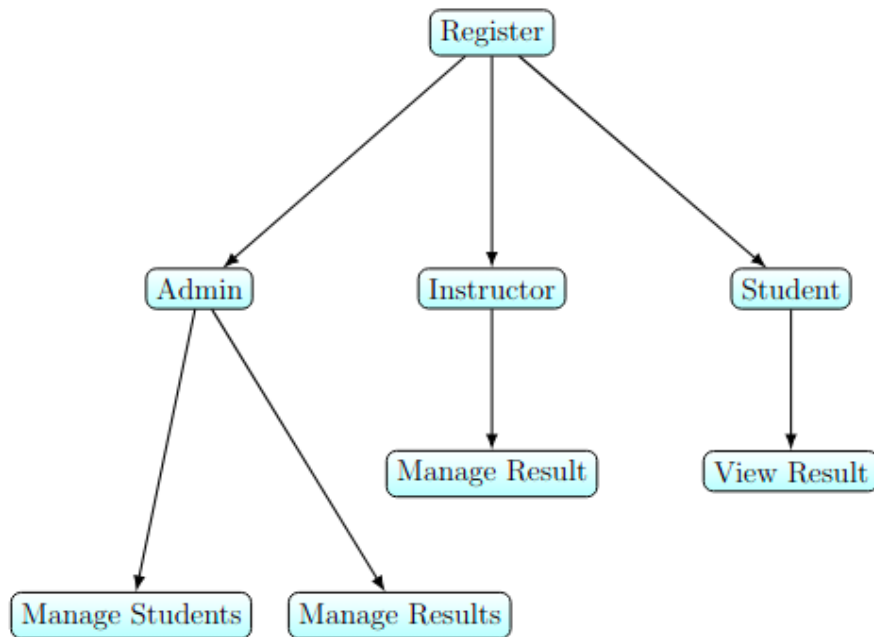 Register
Admin
Instructor
Student
Manage Result
View Result
Manage Students
Manage Results